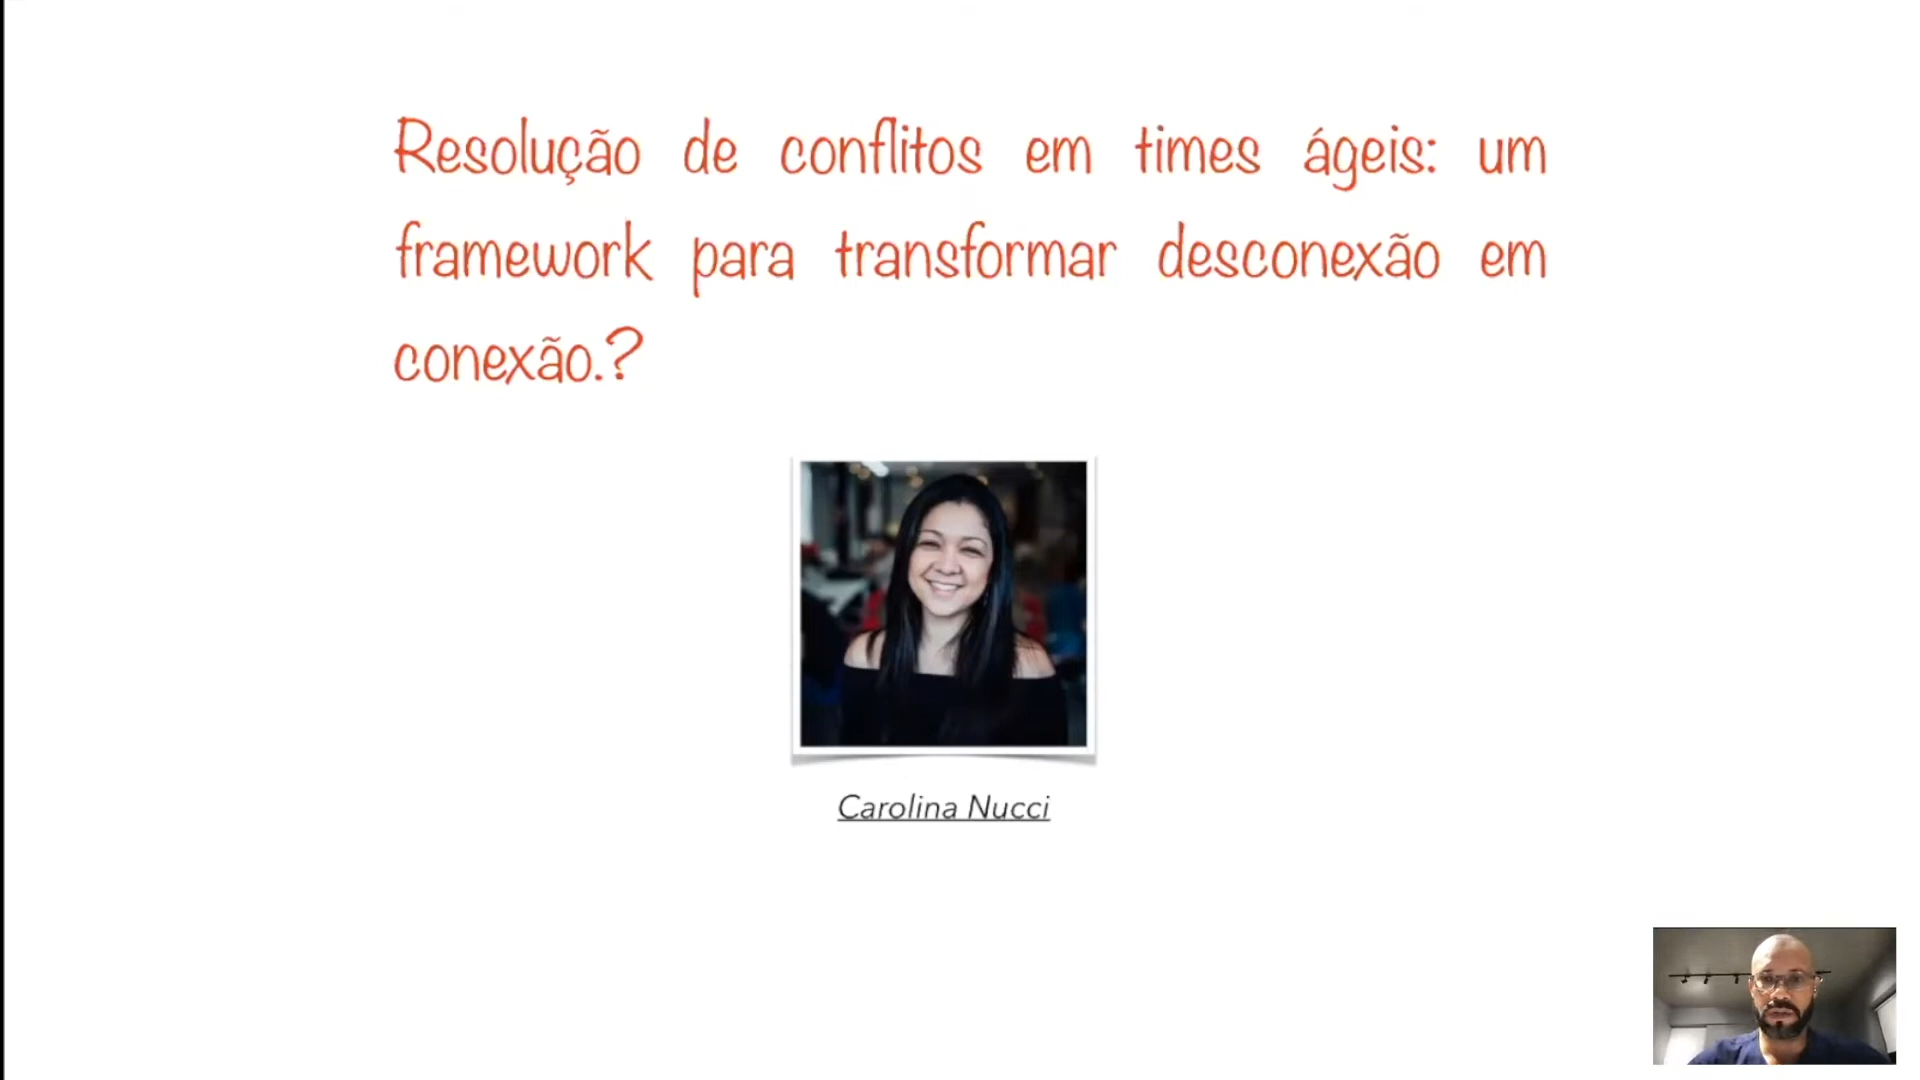 Resolução de conflitos em times ágeis: um
framework para transformar desconexão em
conexão.?
Carolina Nucci